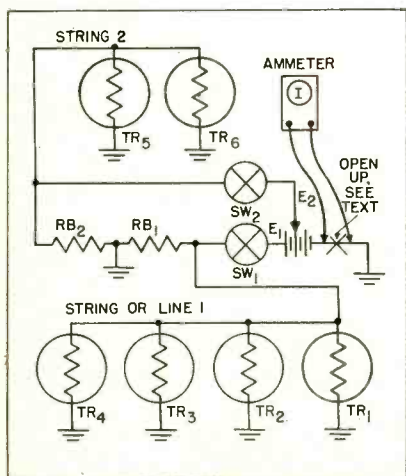 STRING 2
AMMETER
I
TR5
TR6
OPEN
UP,
SEE
TEXT
E2
SW2
RB2
RB1
E1
SW1
STRING OR LINE 1
TR4
TR3
TR2
TR1